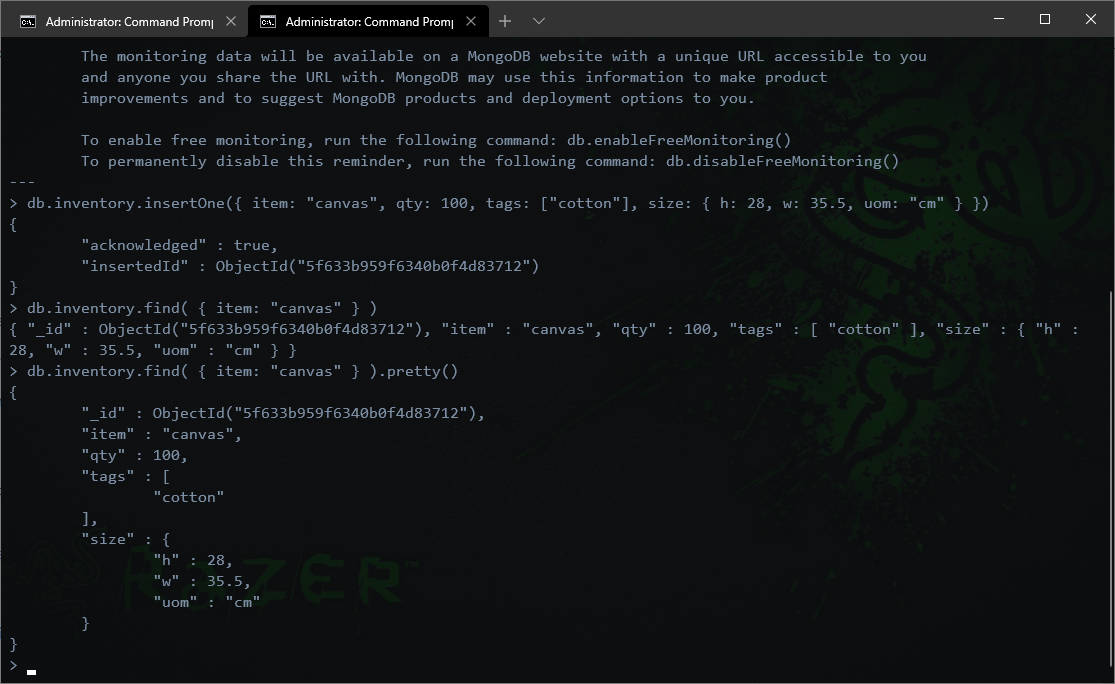 Administrator: Command Promp
Administrator: Command Promp
The monitoring data will be available on a MongoDB website with a unique URL accessible to you
and anyone you share the URL with. MongoDB may use this information to make product
improvements and to suggest MongoDB products and deployment options to you.
To enable free monitoring, run the following command: db.enableFreeMonitoring()
To permanently disable this reminder, run the following command: db.disableFreeMonitoring()
---
> db.inventory.insertOne({ item: "canvas", qty: 100, tags: ["cotton"], size: { h: 28, w: 35.5, uom: "cm" } })
{
"acknowledged" : true,
"insertedId" : ObjectId("5f633b959f6340b0f4d83712")
}
> db.inventory.find( { item: "canvas" } )
{ "_id" : ObjectId("5f633b959f6340b0f4d83712"), "item" : "canvas", "qty" : 100, "tags" : [ "cotton" ], "size" : { "h" :
28, "w" : 35.5, "uom" : "cm" } }
> db.inventory.find( { item: "canvas" } ).pretty()
{
"_id" : ObjectId("5f633b959f6340b0f4d83712"),
"item" : "canvas",
"qty" : 100,
"tags" : [
"cotton"
],
"size" : {
"h" : 28,
"w" : 35.5,
"uom" : "cm"
}
}
>
RAZER™